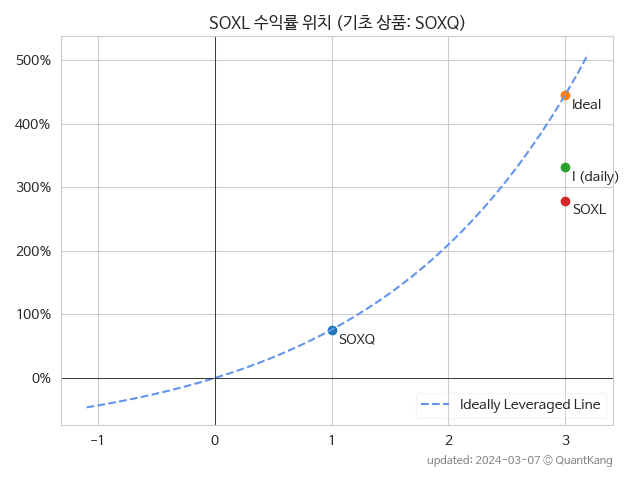 SOXL 수익률 위치 (기초 상품: SOXQ)
500%
400%
300%
200%
100%
0%
Ideal
I (daily)
SOXL
SOXQ
Ideally Leveraged Line
−1
0
1
2
3
updated: 2024-03-07 © QuantKang